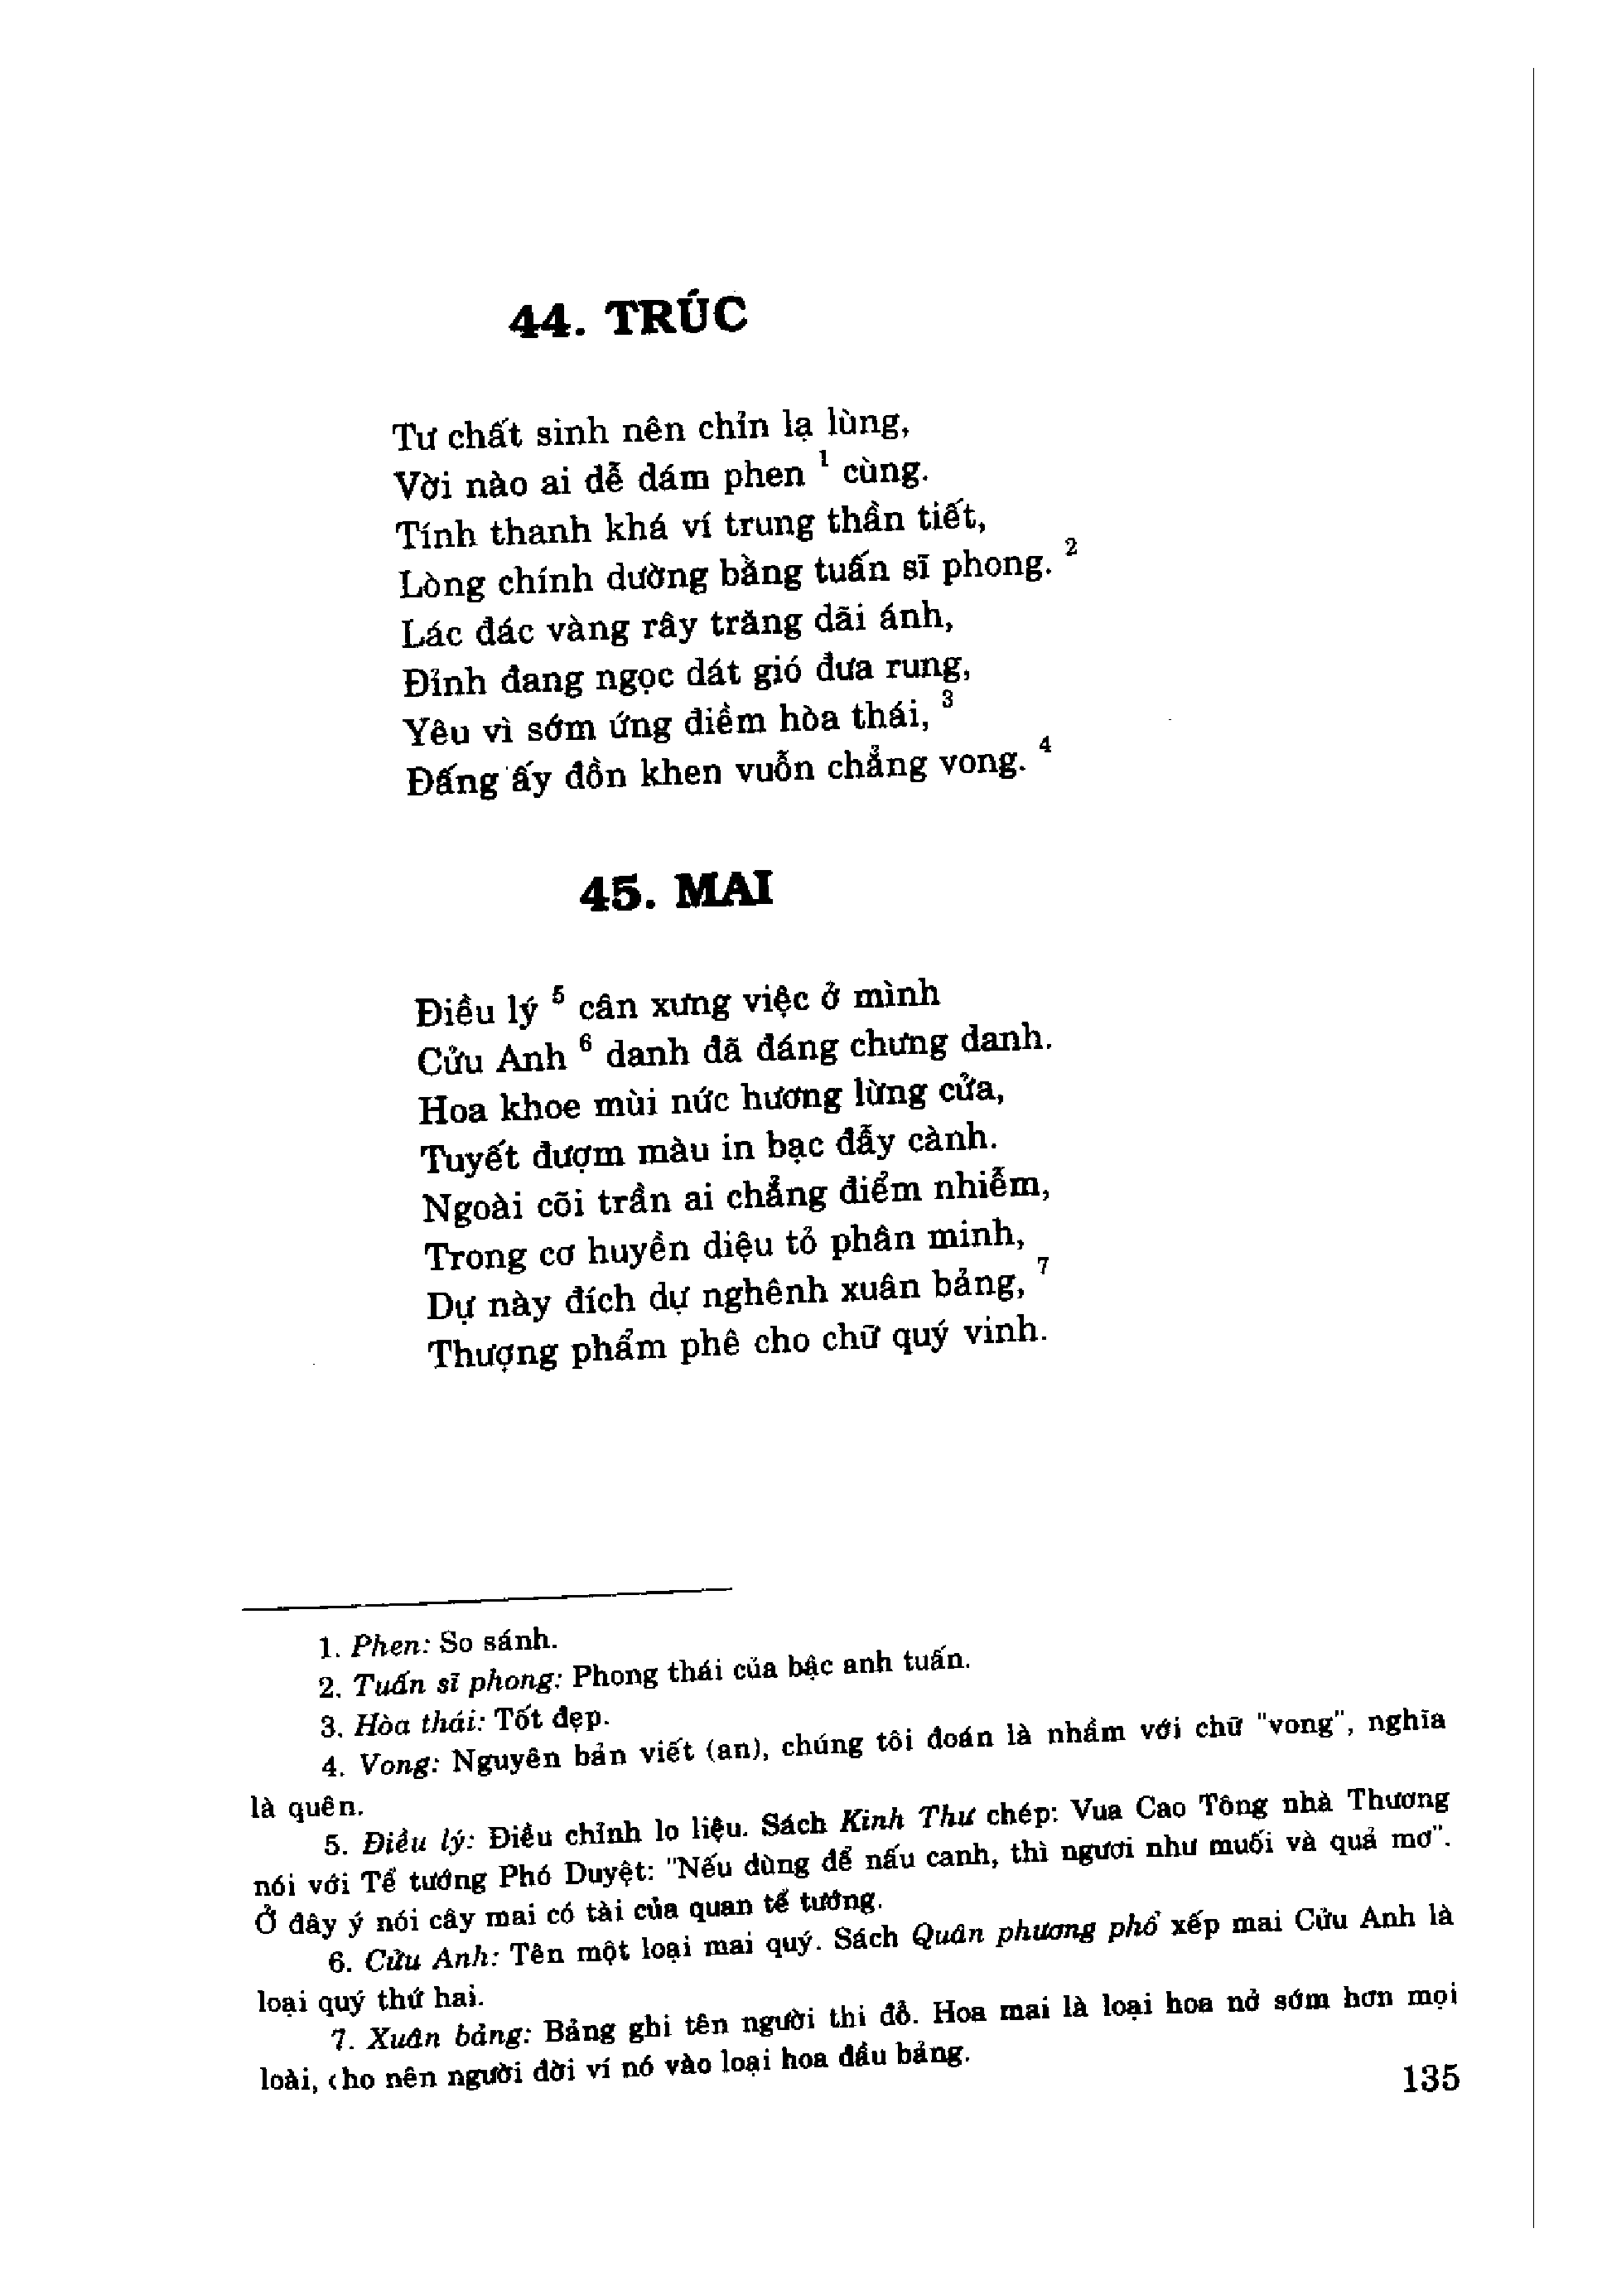 44. TRÚC
Tư chất sinh nên chỉn lạ lùng,
Vời nào ai dễ dám phen ¹ cùng.
Tính thanh khá ví trung thần tiết,
Lòng chính dường bằng tuấn sĩ phong. ²
Lác đác vàng rây trăng dãi ánh,
Đỉnh đang ngọc dát gió đưa rung,
Yêu vì sớm ứng điềm hòa thái, ³
Đấng ấy đồn khen vuỗn chẳng vong. ⁴
45. MAI
Điều lý ⁵ cân xưng việc ở mình
Cửu Anh ⁶ danh đã đáng chưng danh.
Hoa khoe mùi nức hương lừng cửa,
Tuyết đượm màu in bạc đẫy cành.
Ngoài cõi trần ai chẳng điểm nhiễm,
Trong cơ huyền diệu tỏ phân minh,
Dự này đích dự nghênh xuân bảng, ⁷
Thượng phẩm phê cho chữ quý vinh.
1. Phen: So sánh.
2. Tuấn sĩ phong: Phong thái của bậc anh tuấn.
3. Hòa thái: Tốt đẹp.
4. Vong: Nguyên bản viết (an), chúng tôi đoán là nhầm với chữ "vong", nghĩa
là quên.
5. Điều lý: Điều chỉnh lo liệu. Sách Kinh Thư chép: Vua Cao Tông nhà Thương
nói với Tể tướng Phó Duyệt: "Nếu dùng để nấu canh, thì ngươi như muối và quả mơ".
Ở đây ý nói cây mai có tài của quan tể tướng.
6. Cửu Anh: Tên một loại mai quý. Sách Quân phương phổ xếp mai Cửu Anh là
loại quý thứ hai.
7. Xuân bảng: Bảng ghi tên người thi đỗ. Hoa mai là loại hoa nở sớm hơn mọi
loài, cho nên người đời ví nó vào loại hoa đầu bảng.
135